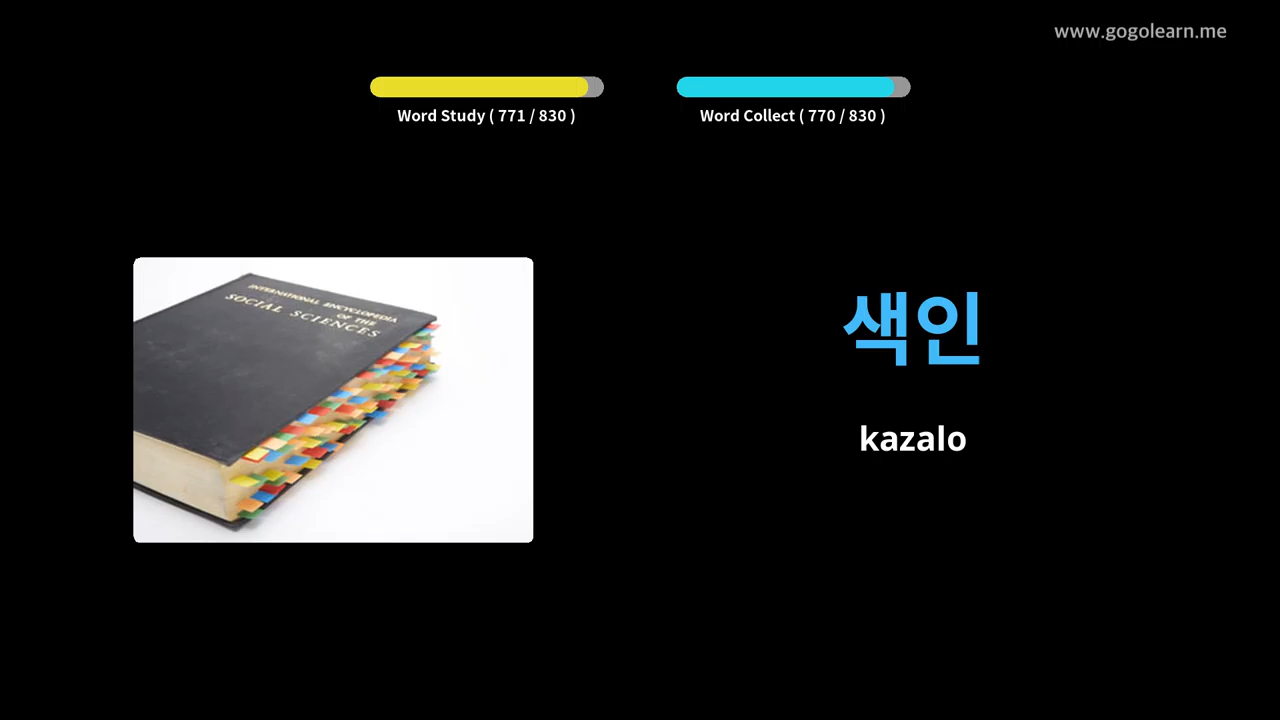 www.gogolearn.me
Word Study ( 771 / 830 )
Word Collect ( 770 / 830 )
INTERNATIONAL ENCYCLOPEDIA
OF THE
SOCIAL SCIENCES
색인
kazalo